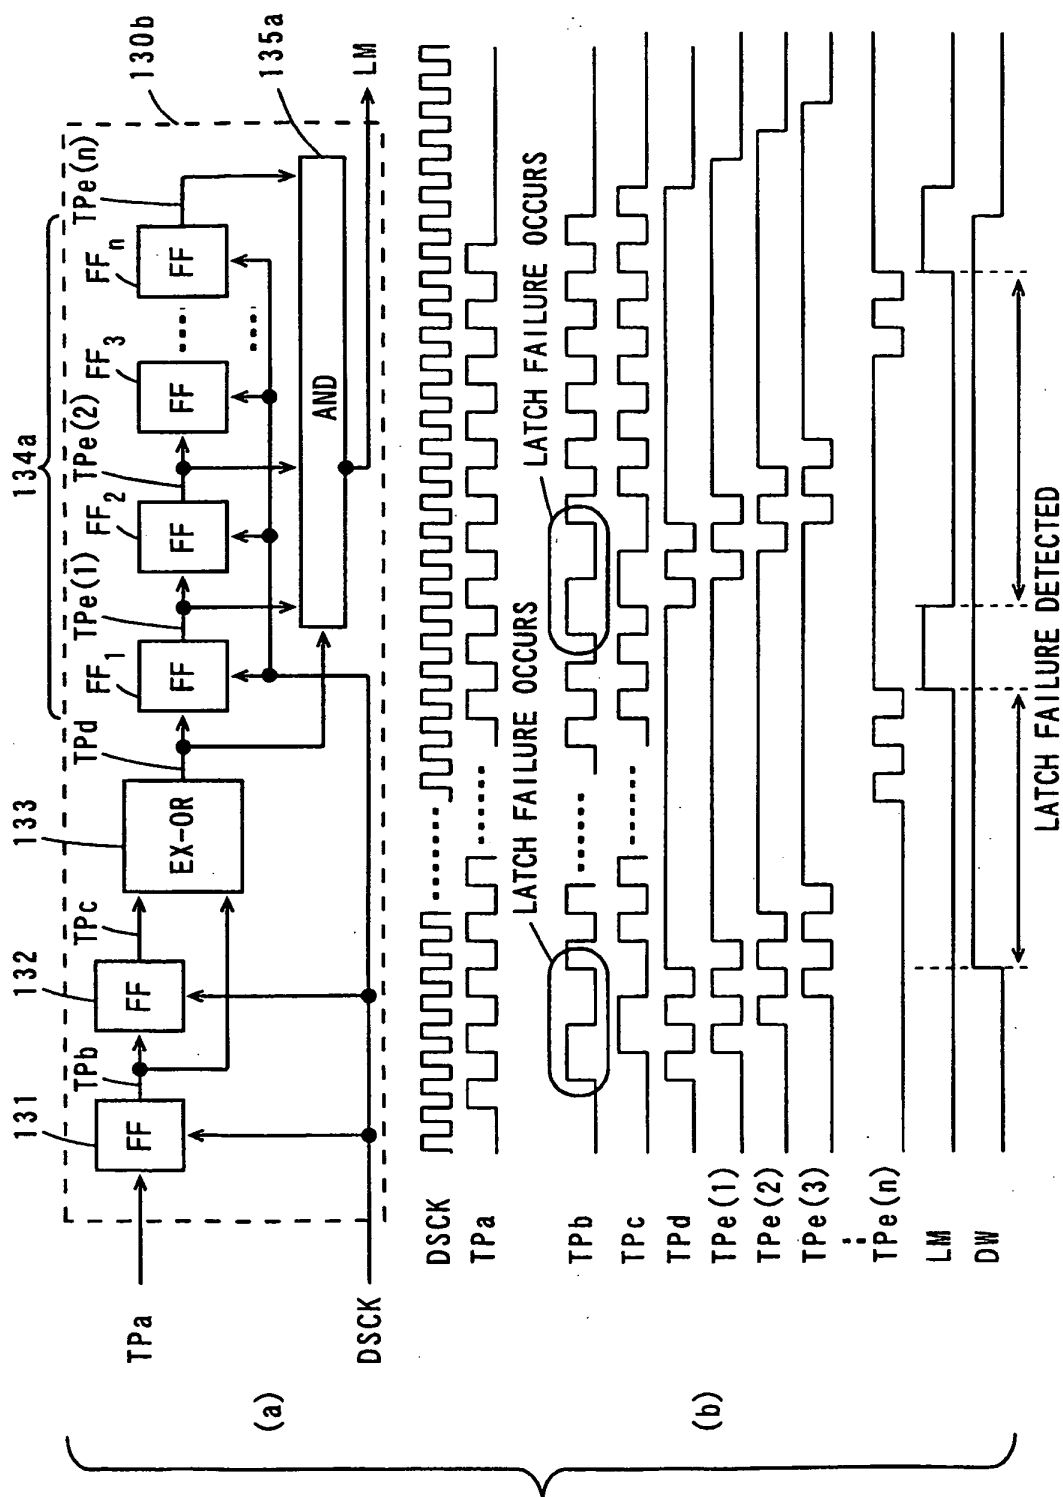 (a)
TPa
DSCK
131
TPb
132
TPc
133
TPd
134a
FF1
TPe(1)
FF2
TPe(2)
FF3
FFn
TPe(n)
130b
135a
FF
FF
EX-OR
FF
FF
FF
FF
AND
LM
(b)
DSCK
TPa
TPb
TPc
TPd
TPe(1)
TPe(2)
TPe(3)
TPe(n)
LM
DW
LATCH FAILURE OCCURS
LATCH FAILURE OCCURS
LATCH FAILURE DETECTED